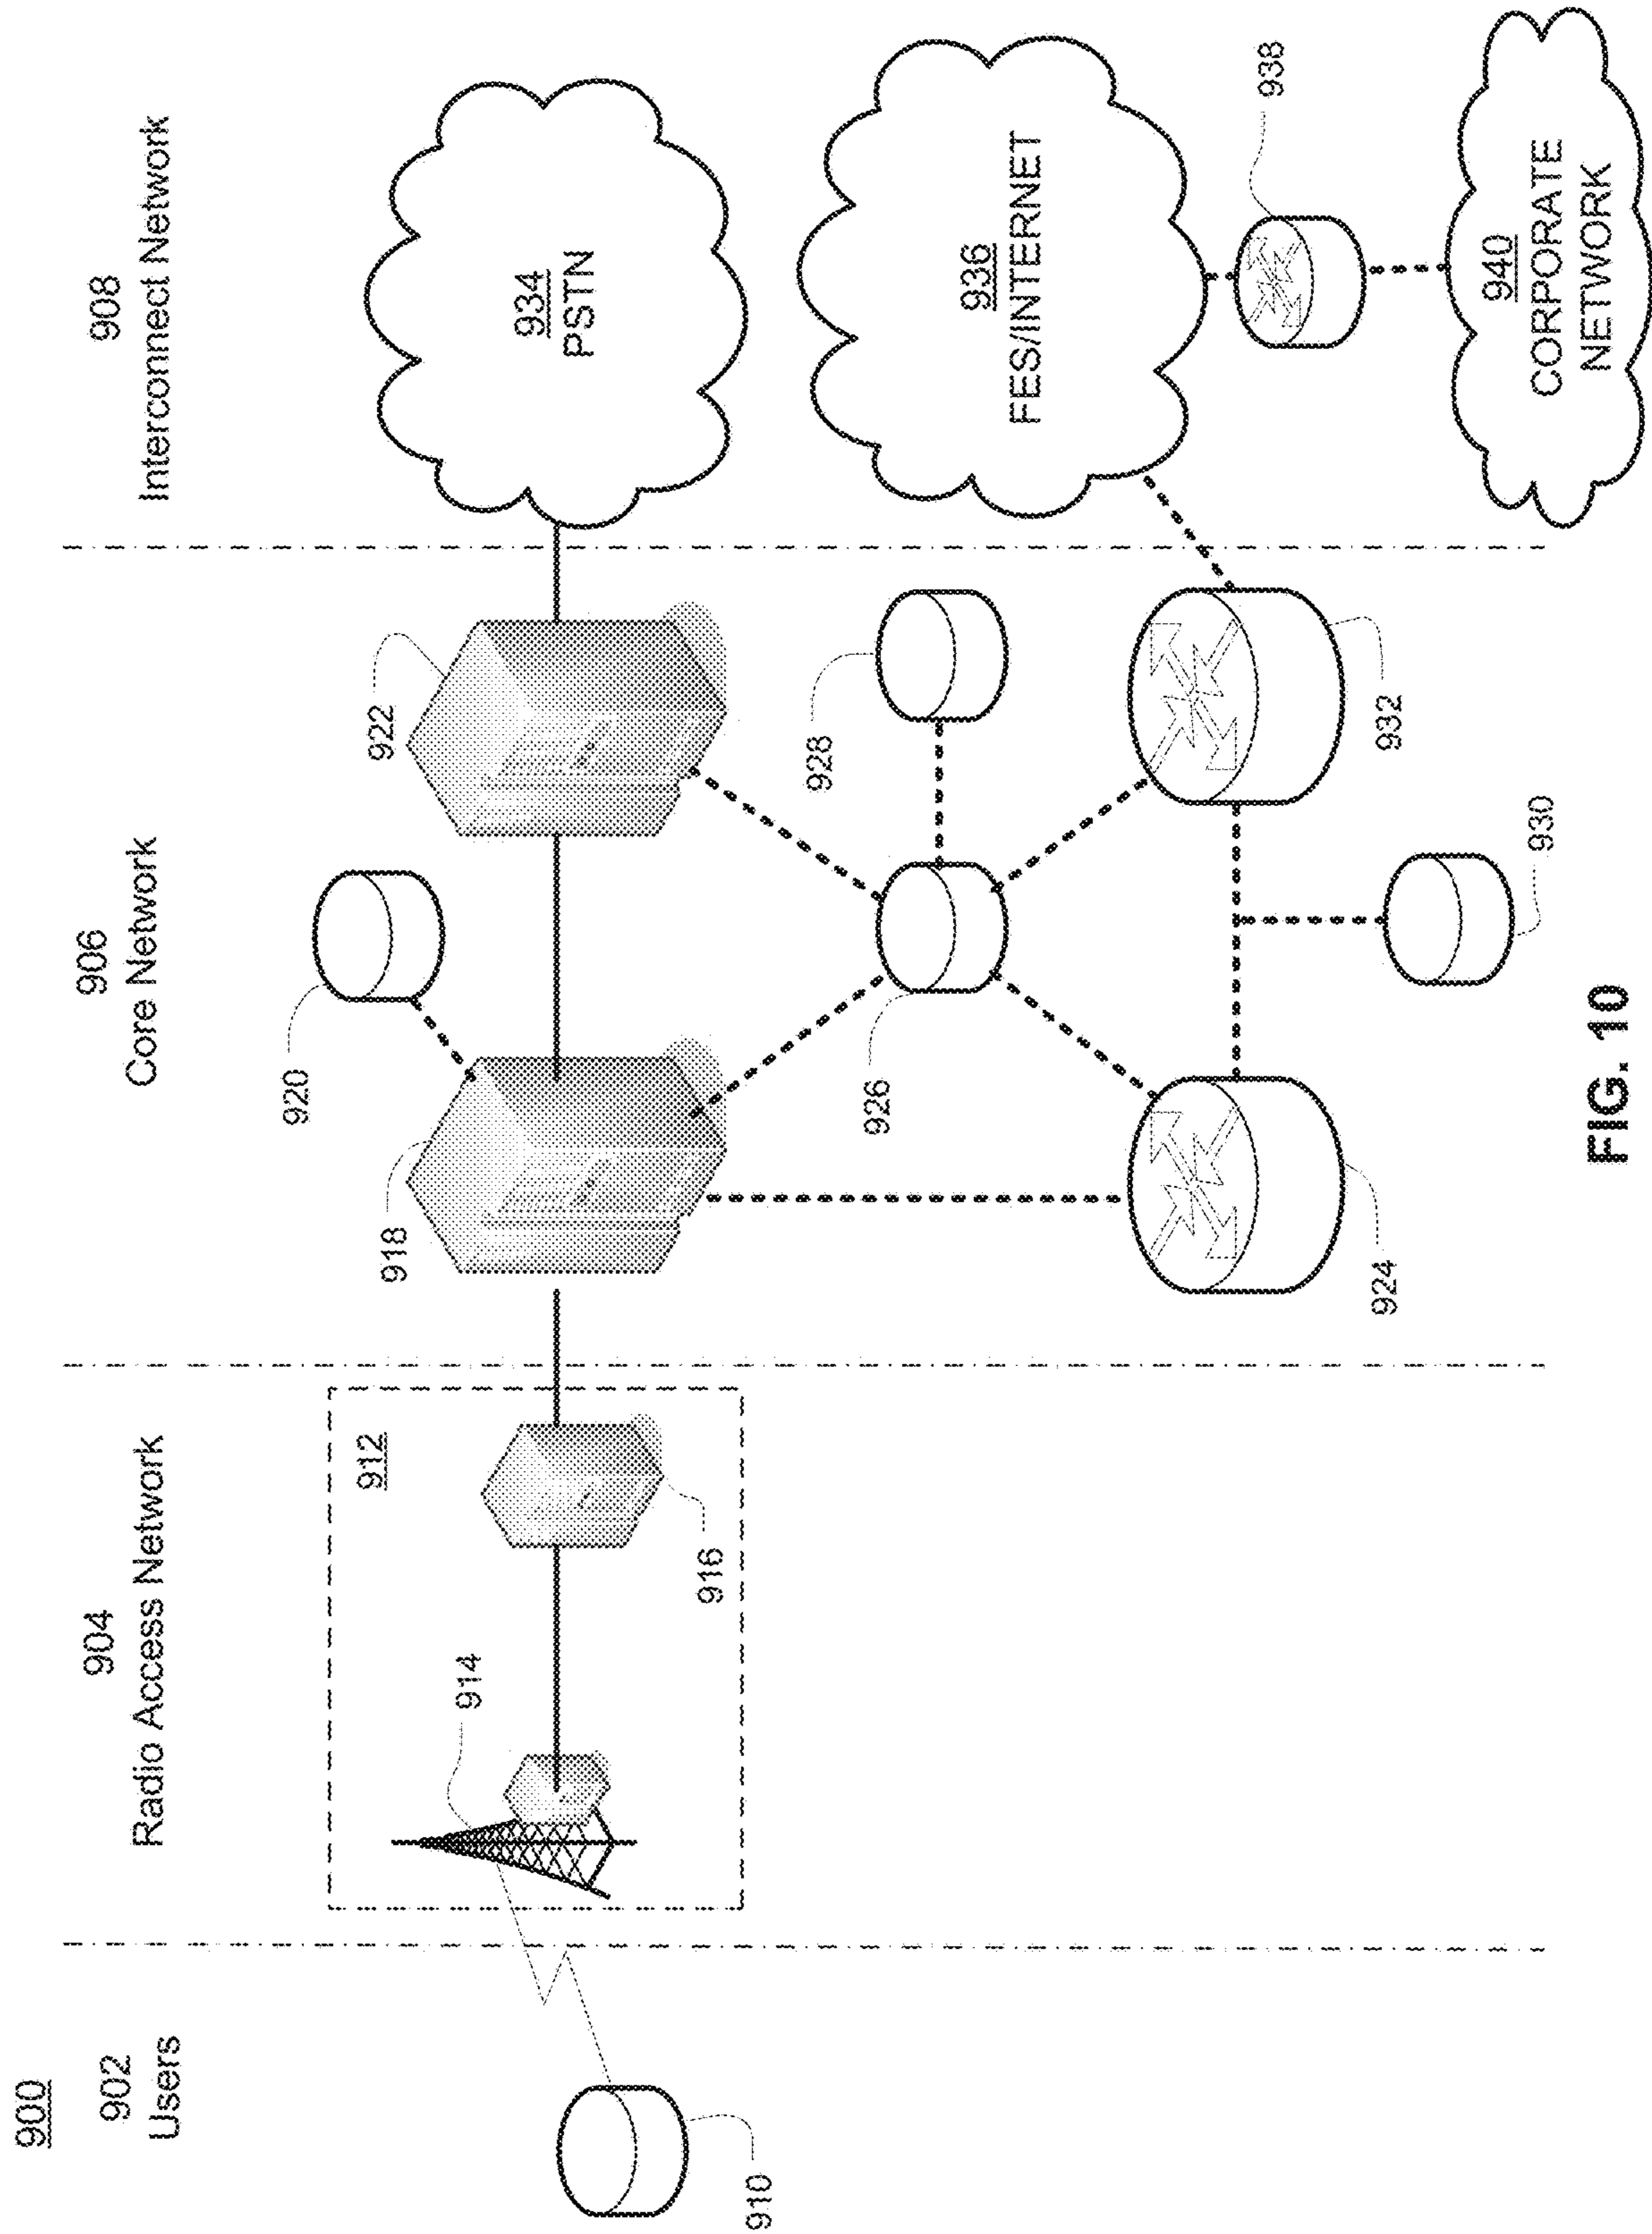 900
902
Users
904
Radio Access Network
906
Core Network
908
Interconnect Network
912
914
916
910
918
920
922
924
926
928
930
932
934
PSTN
936
FES/INTERNET
938
940
CORPORATE
NETWORK
FIG. 10